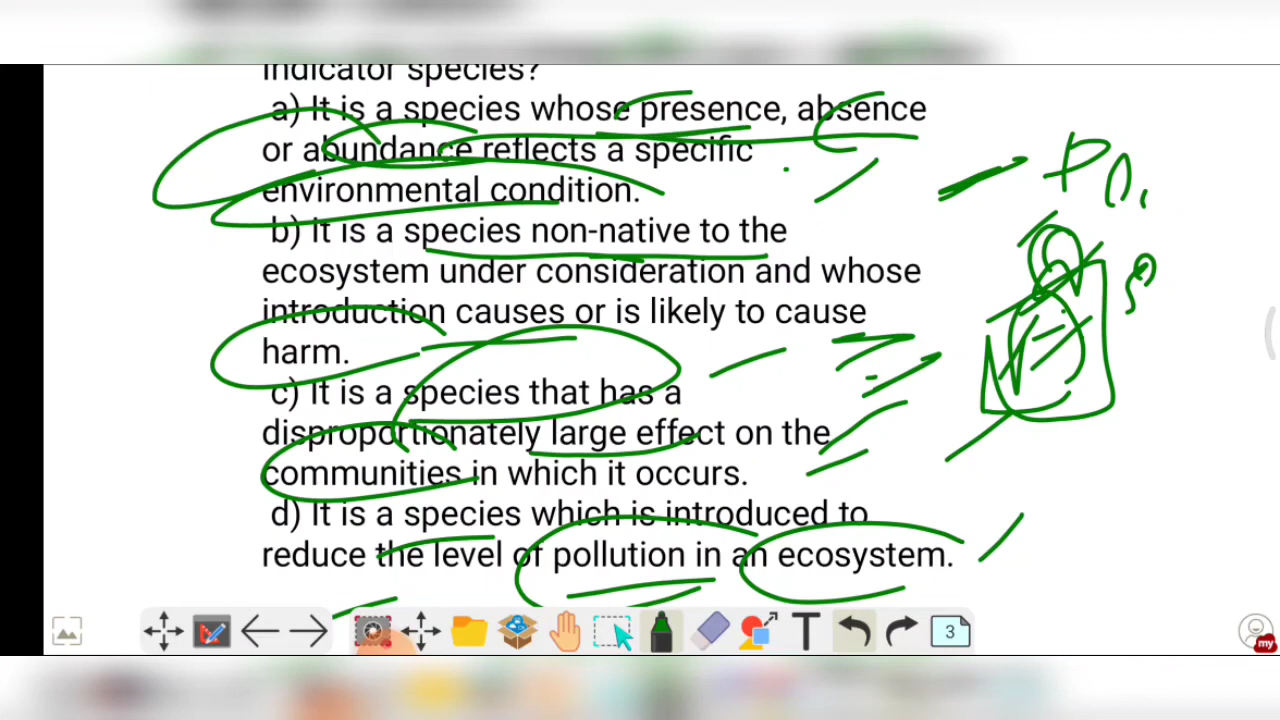 indicator species?
a) It is a species whose presence, absence
or abundance reflects a specific
environmental condition.
b) It is a species non-native to the
ecosystem under consideration and whose
introduction causes or is likely to cause
harm.
c) It is a species that has a
disproportionately large effect on the
communities in which it occurs.
d) It is a species which is introduced to
reduce the level of pollution in an ecosystem.
T
3
my